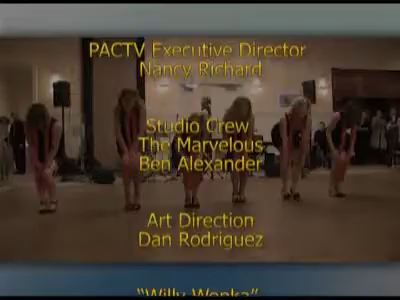 PACTV Executive Director
Nancy Richard
Studio Crew
The Marvelous
Ben Alexander
Art Direction
Dan Rodriguez
"Willy Wonka"